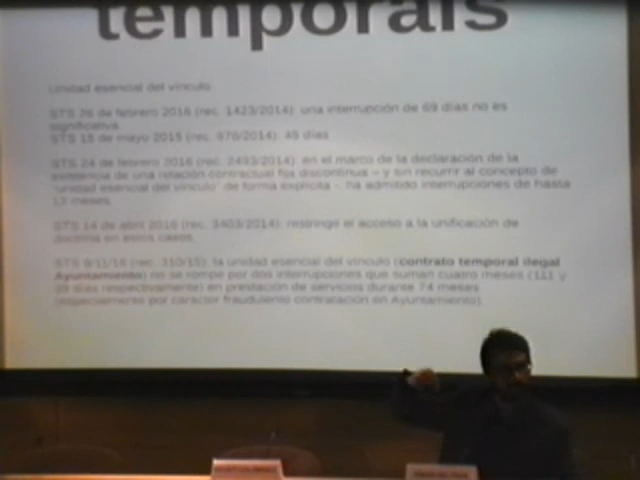 temporais
Unidad esencial del vínculo
STS 26 de febrero 2016 (rec. 1423/2014): una interrupción de 69 días no es
significativa.
STS 15 de mayo 2015 (rec. 878/2014): 45 días
STS 24 de febrero 2016 (rec. 2493/2014): en el marco de la declaración de la
existencia de una relación contractual fija discontinua – y sin recurrir al concepto de
"unidad esencial del vínculo" de forma explícita -, ha admitido interrupciones de hasta
13 meses.
STS 14 de abril 2016 (rec. 3403/2014): restringe el acceso a la unificación de
doctrina en estos casos.
STS 9/11/16 (rec. 310/15): la unidad esencial del vínculo (contrato temporal ilegal
Ayuntamiento) no se rompe por dos interrupciones que suman cuatro meses (111 y
39 días respectivamente) en prestación de servicios durante 74 meses
(especialmente por carácter fraudulento contratación en Ayuntamiento).